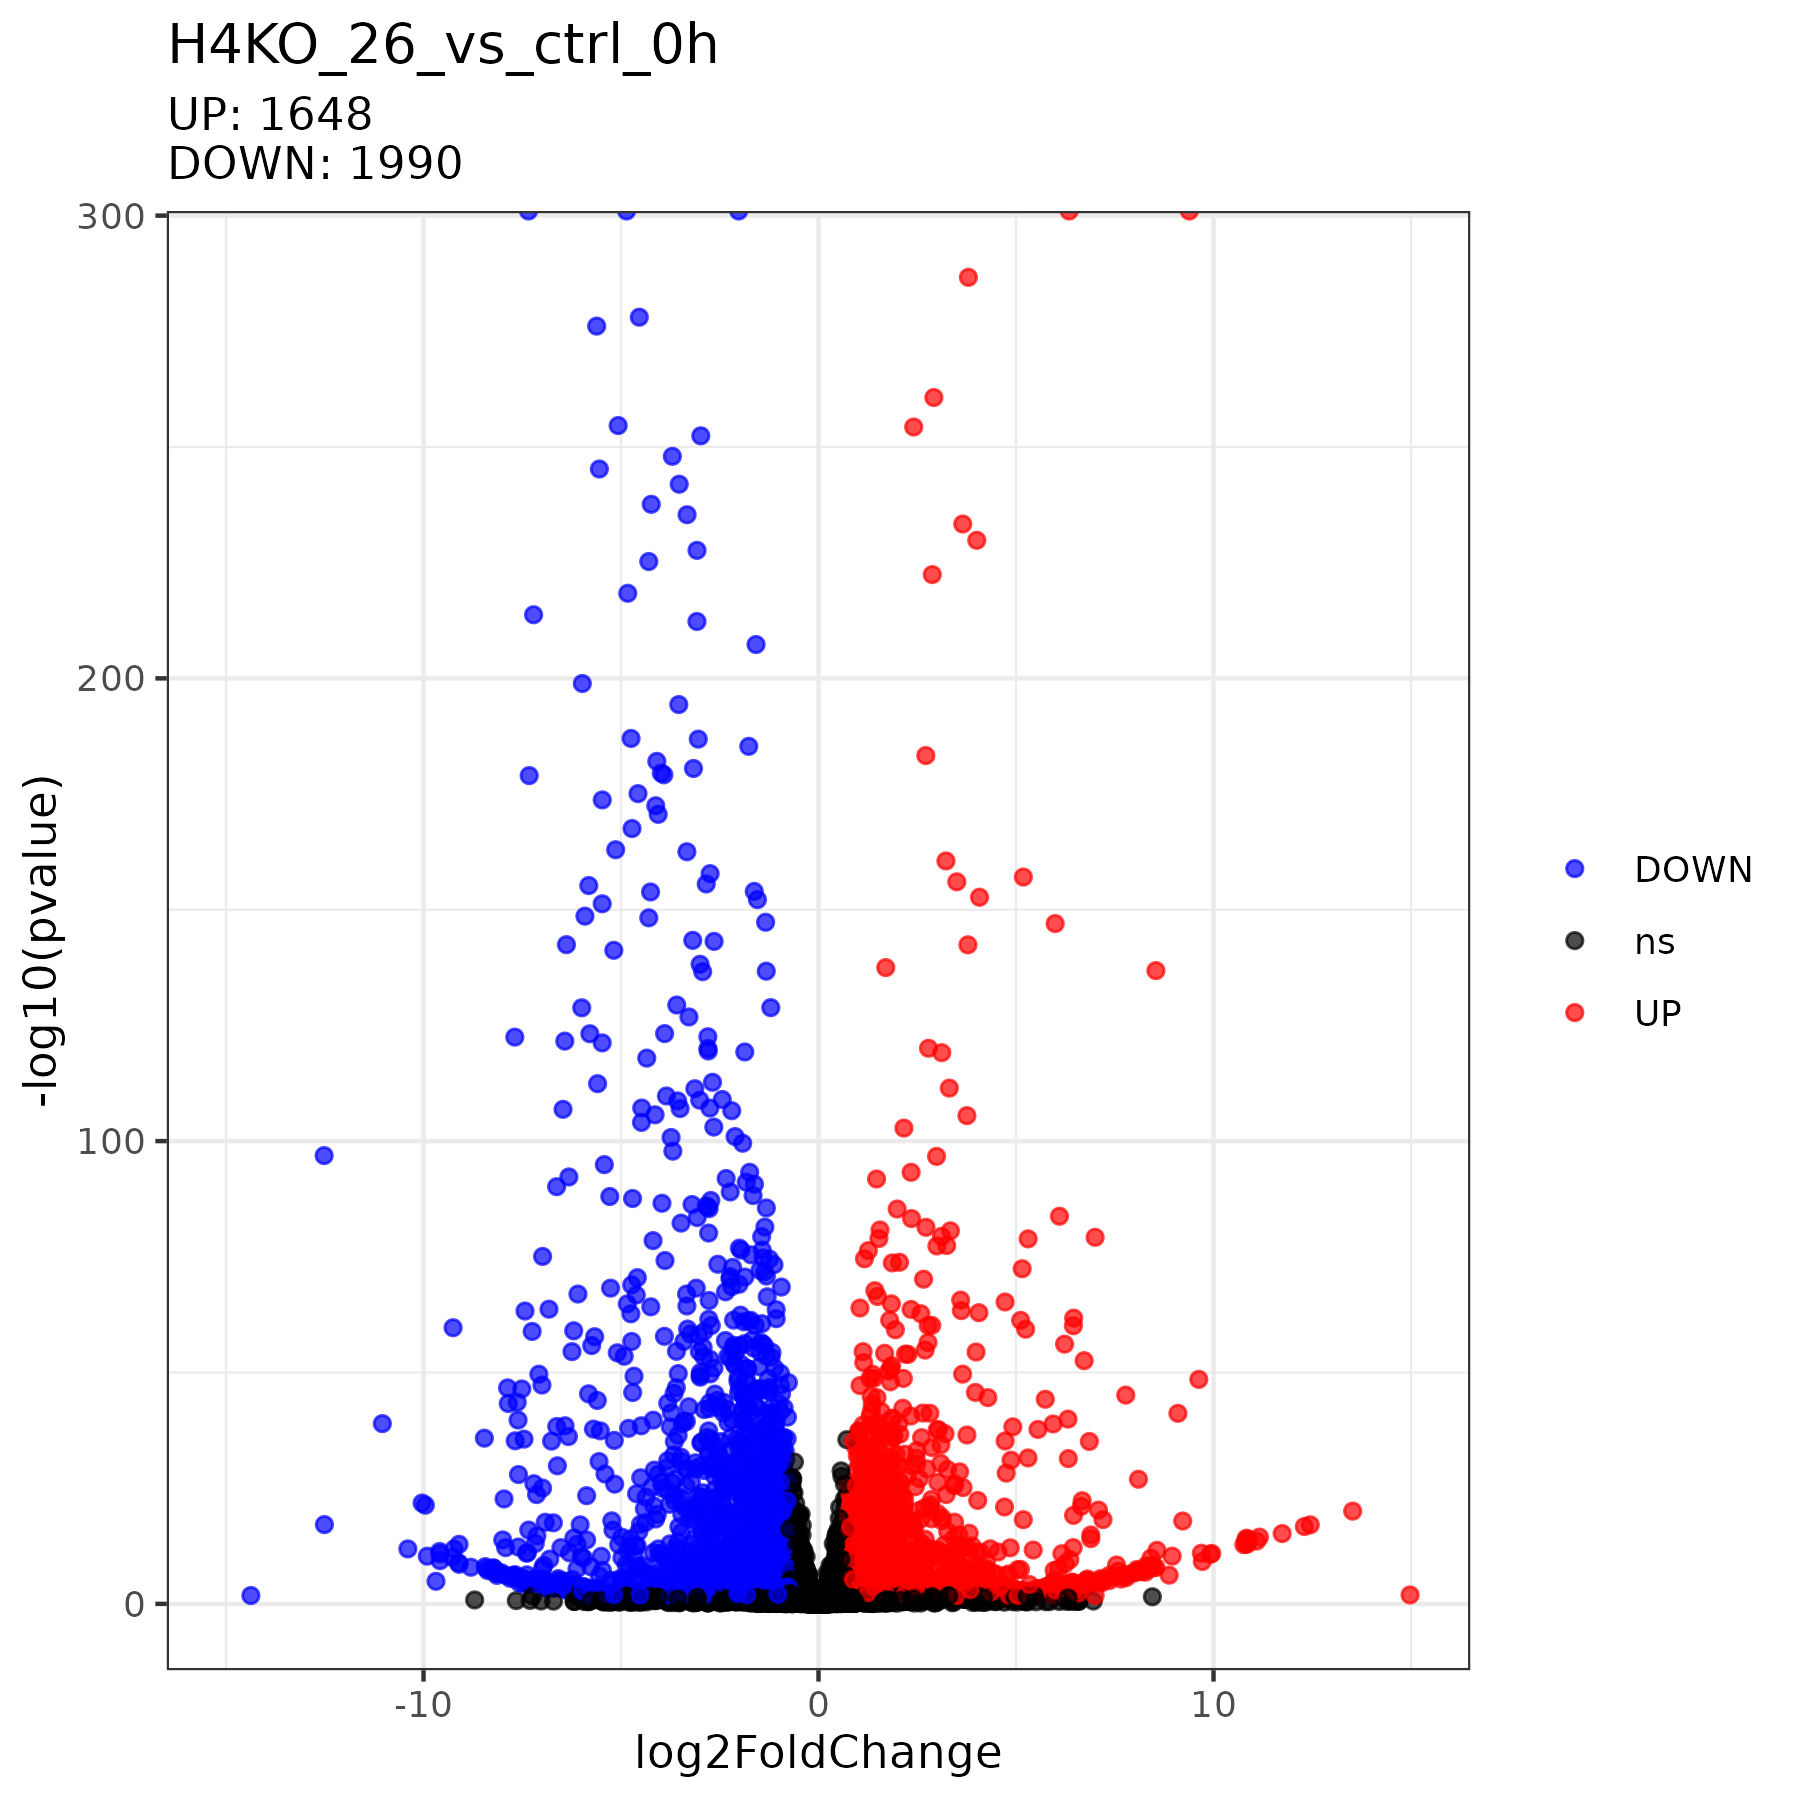 H4KO_26_vs_ctrl_0h
UP: 1648
DOWN: 1990
300
200
100
0
-log10(pvalue)
-10
0
10
log2FoldChange
DOWN
ns
UP